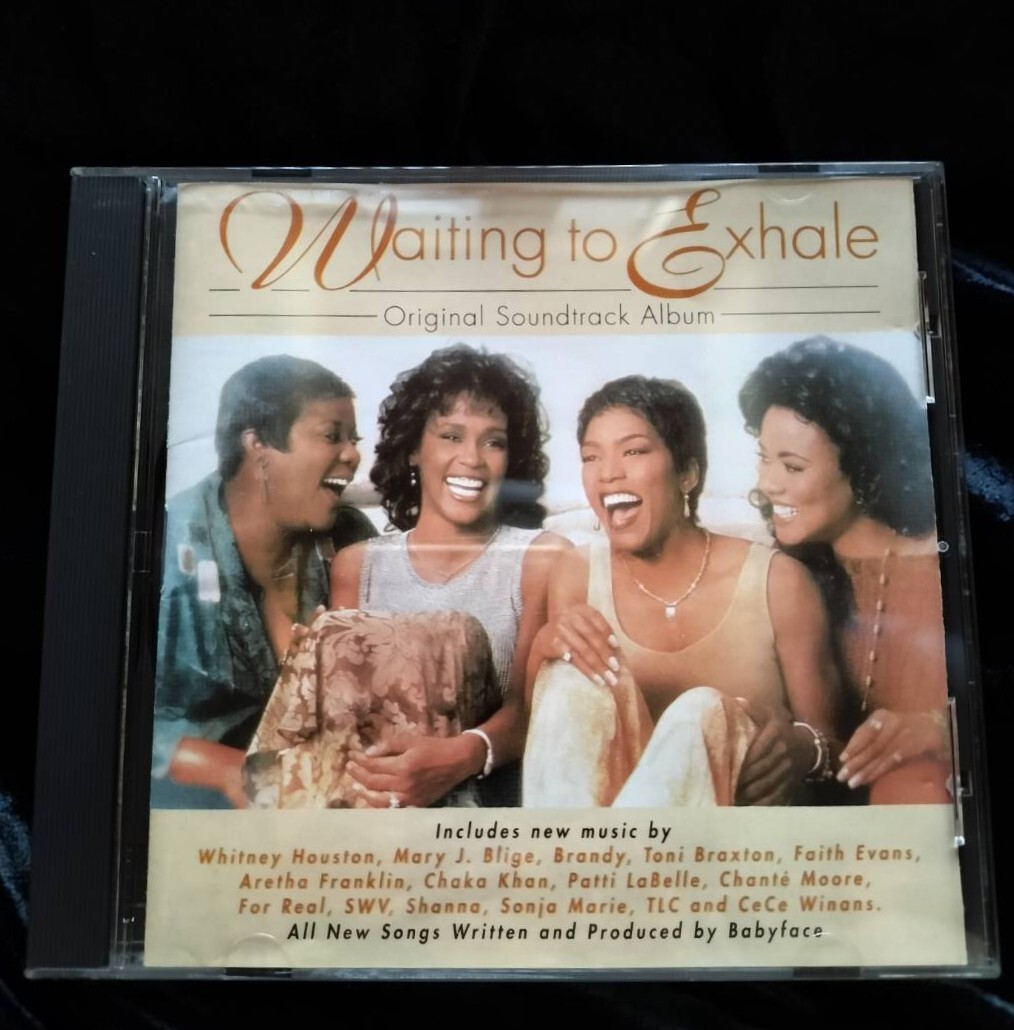 Waiting to Exhale
Original Soundtrack Album
Includes new music by
Whitney Houston, Mary J. Blige, Brandy, Toni Braxton, Faith Evans,
Aretha Franklin, Chaka Khan, Patti LaBelle, Chanté Moore,
For Real, SWV, Shanna, Sonja Marie, TLC and CeCe Winans.
All New Songs Written and Produced by Babyface